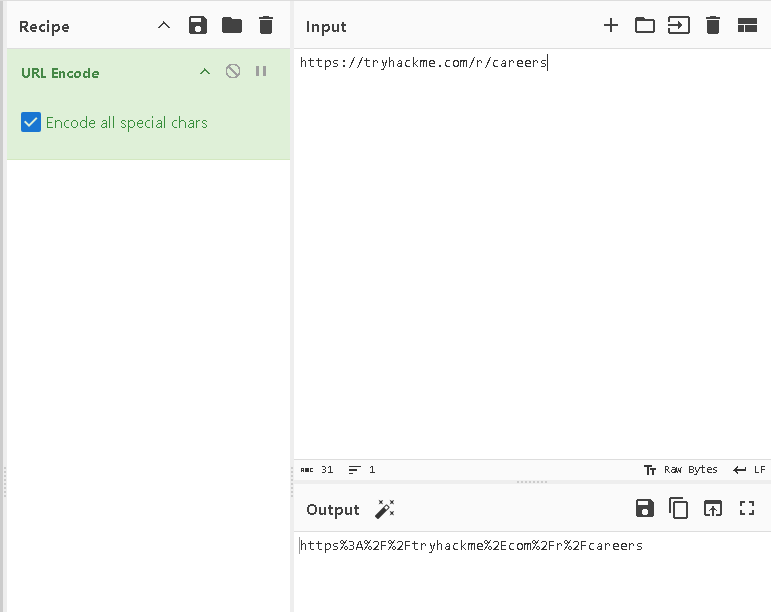 Recipe
Input
URL Encode
https://tryhackme.com/r/careers
Encode all special chars
ABC 31 1 Raw Bytes LF
Output
https%3A%2F%2Ftryhackme%2Ecom%2Fr%2Fcareers